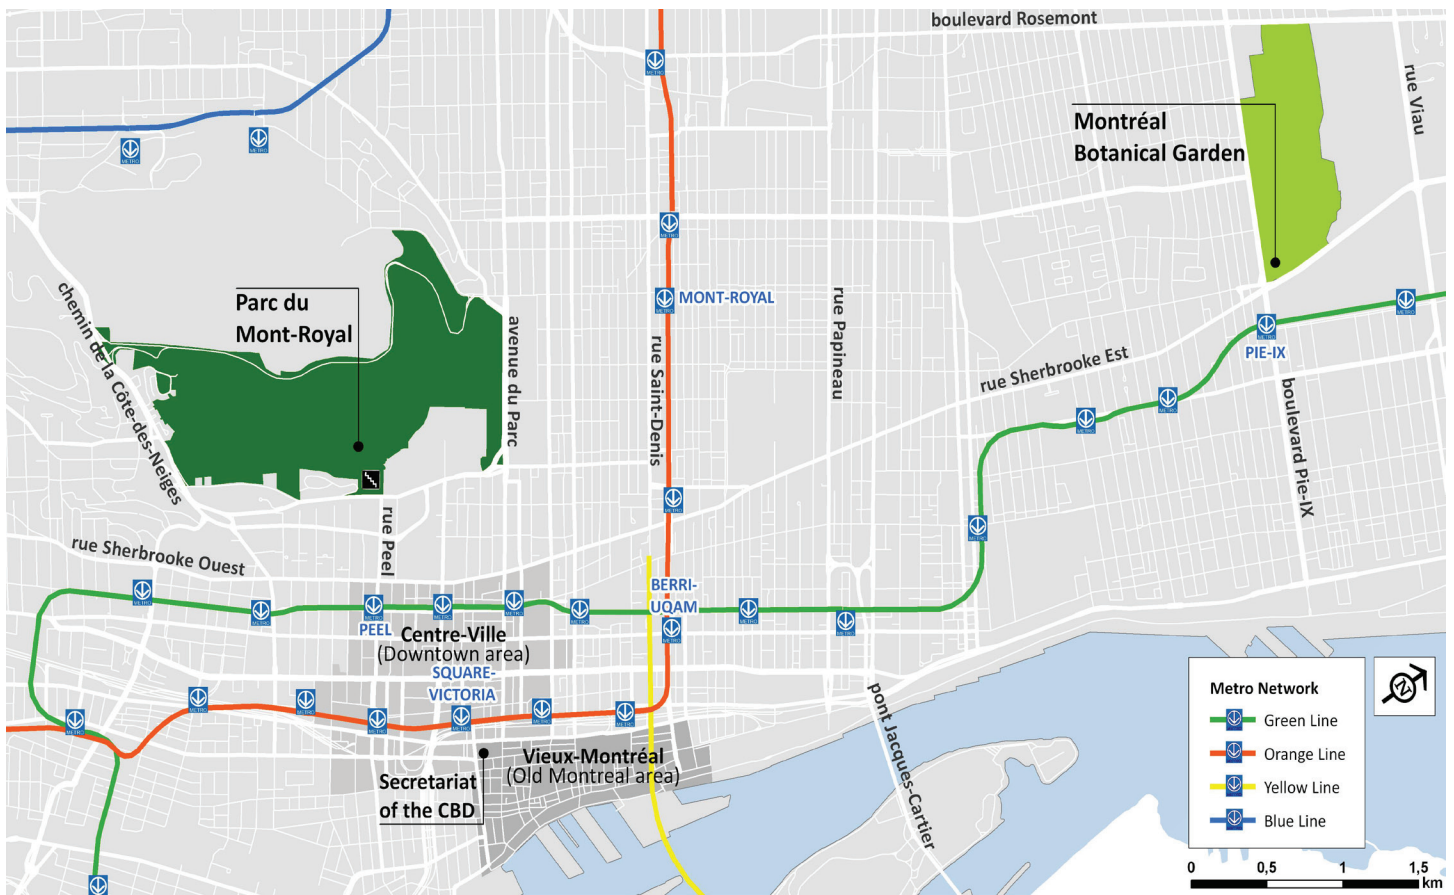 boulevard Rosemont
rue Viau
Montréal
Botanical Garden
chemin de la Côte-des-Neiges
Parc du
Mont-Royal
avenue du Parc
rue Saint-Denis
MONT-ROYAL
rue Papineau
rue Sherbrooke Est
PIE-IX
boulevard Pie-IX
rue Peel
rue Sherbrooke Ouest
BERRI-
UQAM
PEEL
Centre-Ville
(Downtown area)
SQUARE-
VICTORIA
pont Jacques-Cartier
Vieux-Montréal
(Old Montreal area)
Secretariat
of the CBD
Metro Network
METRO
Green Line
METRO
Orange Line
METRO
Yellow Line
METRO
Blue Line
N
0 0,5 1 1,5
km